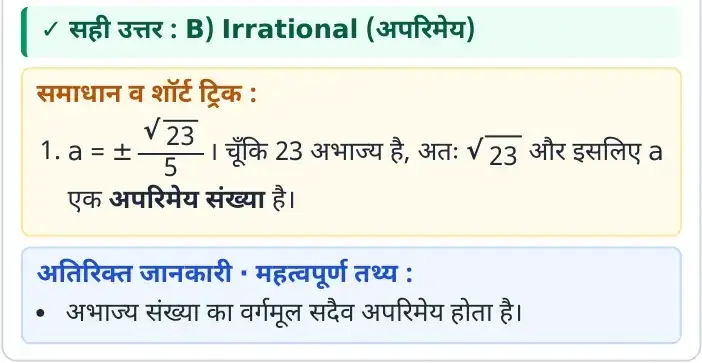 ✓ सही उत्तर : B) Irrational (अपरिमेय)
समाधान व शॉर्ट ट्रिक :
1. a = ± √23/5 । चूँकि 23 अभाज्य है, अतः √23 और इसलिए a
एक अपरिमेय संख्या है।
अतिरिक्त जानकारी · महत्वपूर्ण तथ्य :
• अभाज्य संख्या का वर्गमूल सदैव अपरिमेय होता है।